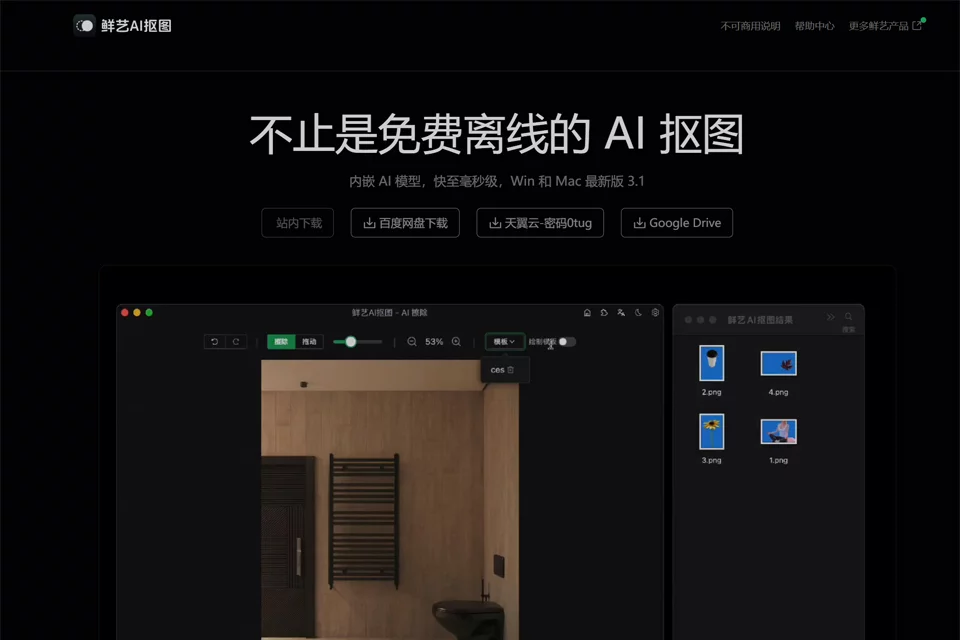 鲜艺AI抠图
不可商用说明 帮助中心 更多鲜艺产品
不止是免费离线的 AI 抠图
内嵌 AI 模型，快至毫秒级，Win 和 Mac 最新版 3.1
站内下载 百度网盘下载 天翼云-密码0tug Google Drive
鲜艺AI抠图 - AI 擦除
擦除 推动 53% 模板
ces
鲜艺AI抠图结果
搜索
2.png 4.png
3.png 1.png